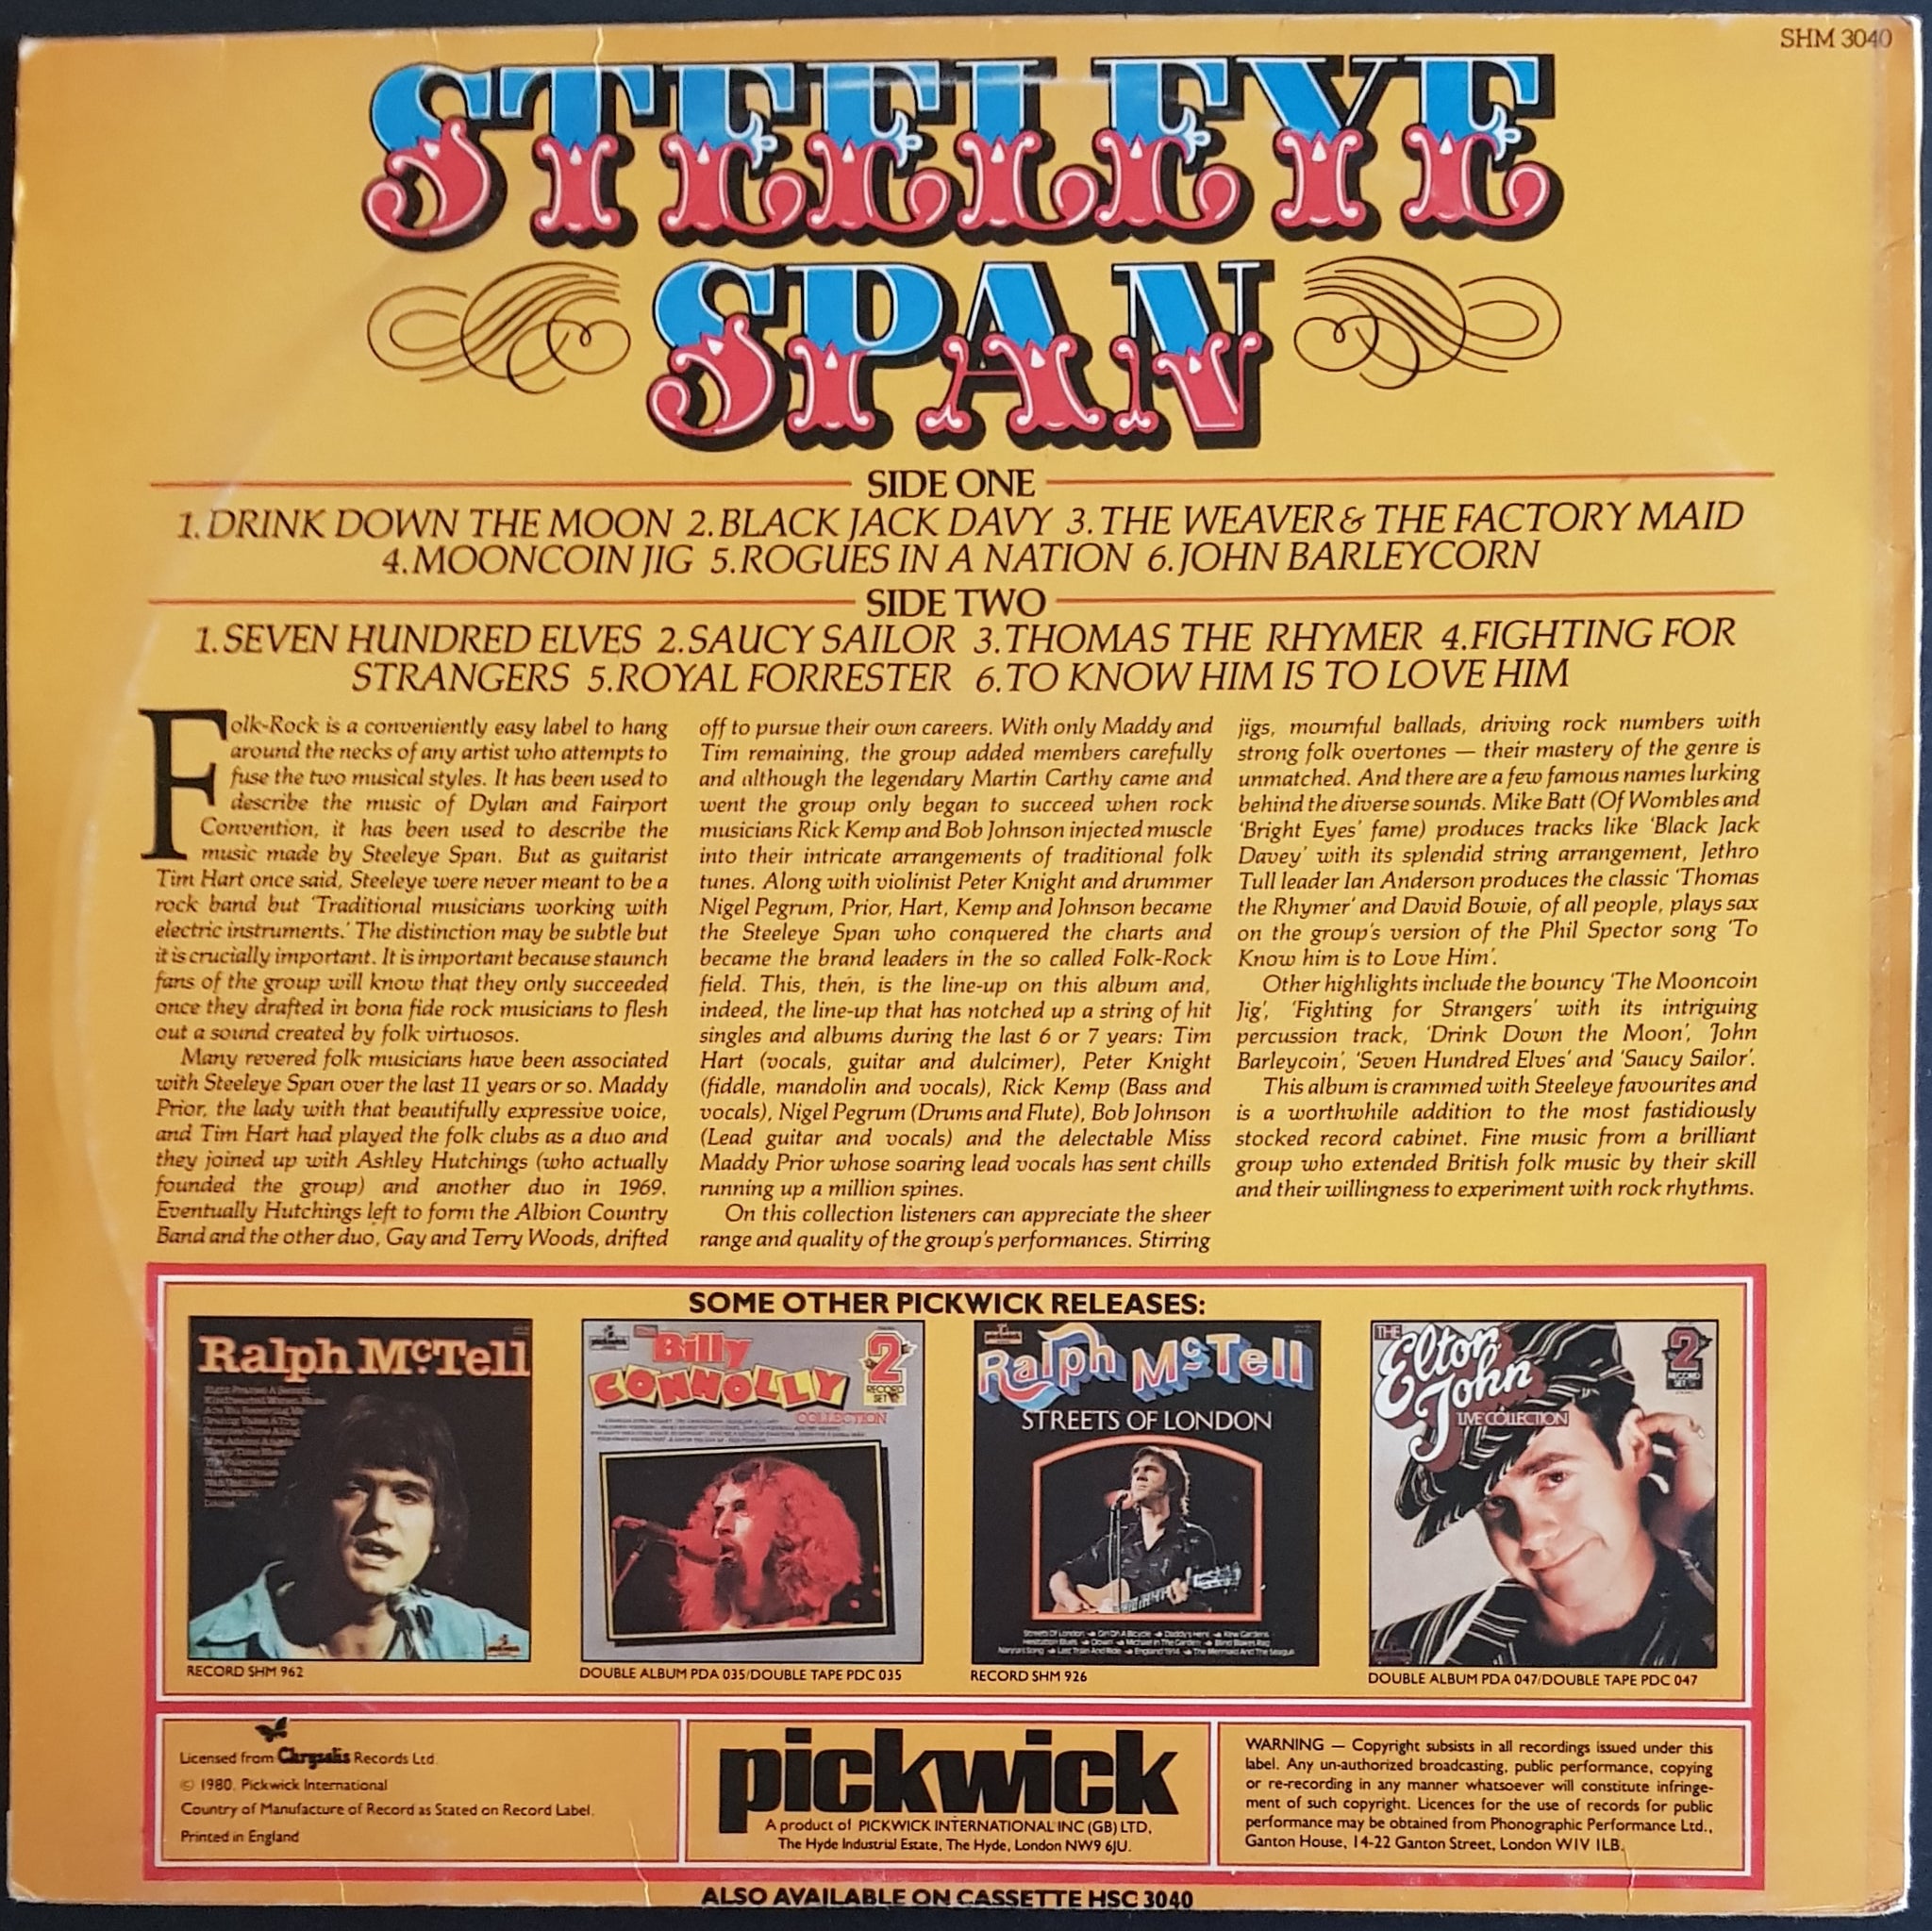 SHM 3040
STEELEYE
SPAN
SIDE ONE
1. DRINK DOWN THE MOON 2. BLACK JACK DAVY 3. THE WEAVER & THE FACTORY MAID
4. MOONCOIN JIG 5. ROGUES IN A NATION 6. JOHN BARLEYCORN
SIDE TWO
1. SEVEN HUNDRED ELVES 2. SAUCY SAILOR 3. THOMAS THE RHYMER 4. FIGHTING FOR
STRANGERS 5. ROYAL FORRESTER 6. TO KNOW HIM IS TO LOVE HIM
Folk-Rock is a conveniently easy label to hang
around the necks of any artist who attempts to
fuse the two musical styles. It has been used to
describe the music of Dylan and Fairport
Convention, it has been used to describe the
music made by Steeleye Span. But as guitarist
Tim Hart once said, Steeleye were never meant to be a
rock band but 'Traditional musicians working with
electric instruments.' The distinction may be subtle but
it is crucially important. It is important because staunch
fans of the group will know that they only succeeded
once they drafted in bona fide rock musicians to flesh
out a sound created by folk virtuosos.
Many revered folk musicians have been associated
with Steeleye Span over the last 11 years or so. Maddy
Prior, the lady with that beautifully expressive voice,
and Tim Hart had played the folk clubs as a duo and
they joined up with Ashley Hutchings (who actually
founded the group) and another duo in 1969.
Eventually Hutchings left to form the Albion Country
Band and the other duo, Gay and Terry Woods, drifted
off to pursue their own careers. With only Maddy and
Tim remaining, the group added members carefully
and although the legendary Martin Carthy came and
went the group only began to succeed when rock
musicians Rick Kemp and Bob Johnson injected muscle
into their intricate arrangements of traditional folk
tunes. Along with violinist Peter Knight and drummer
Nigel Pegrum, Prior, Hart, Kemp and Johnson became
the Steeleye Span who conquered the charts and
became the brand leaders in the so called Folk-Rock
field. This, then, is the line-up on this album and,
indeed, the line-up that has notched up a string of hit
singles and albums during the last 6 or 7 years: Tim
Hart (vocals, guitar and dulcimer), Peter Knight
(fiddle, mandolin and vocals), Rick Kemp (Bass and
vocals), Nigel Pegrum (Drums and Flute), Bob Johnson
(Lead guitar and vocals) and the delectable Miss
Maddy Prior whose soaring lead vocals has sent chills
running up a million spines.
On this collection listeners can appreciate the sheer
range and quality of the group's performances. Stirring
jigs, mournful ballads, driving rock numbers with
strong folk overtones — their mastery of the genre is
unmatched. And there are a few famous names lurking
behind the diverse sounds. Mike Batt (Of Wombles and
'Bright Eyes' fame) produces tracks like 'Black Jack
Davey' with its splendid string arrangement, Jethro
Tull leader Ian Anderson produces the classic 'Thomas
the Rhymer' and David Bowie, of all people, plays sax
on the group's version of the Phil Spector song 'To
Know him is to Love Him'.
Other highlights include the bouncy 'The Mooncoin
Jig', 'Fighting for Strangers' with its intriguing
percussion track, 'Drink Down the Moon', 'John
Barleycoin', 'Seven Hundred Elves' and 'Saucy Sailor'.
This album is crammed with Steeleye favourites and
is a worthwhile addition to the most fastidiously
stocked record cabinet. Fine music from a brilliant
group who extended British folk music by their skill
and their willingness to experiment with rock rhythms.
SOME OTHER PICKWICK RELEASES:
Ralph McTell
RECORD SHM 962
pickwick
The Billy
CONNOLLY
COLLECTION
2
RECORD
SET
DOUBLE ALBUM PDA 035/DOUBLE TAPE PDC 035
pickwick
Ralph McTell
STREETS OF LONDON
Streets Of London Girl On A Bicycle Daddy's Here Kew Gardens
Hesitation Blues Clown Michael In The Garden Blind Blakes Rag
Nanna's Song Last Train And Ride England 1914 The Mermaid And The Seagull
RECORD SHM 926
THE
Elton
John
LIVE COLLECTION
2
RECORD
SET
DOUBLE ALBUM PDA 047/DOUBLE TAPE PDC 047
Licensed from Chrysalis Records Ltd.
© 1980. Pickwick International
Country of Manufacture of Record as Stated on Record Label.
Printed in England
pickwick
A product of PICKWICK INTERNATIONAL INC (GB) LTD,
The Hyde Industrial Estate, The Hyde, London NW9 6JU.
WARNING — Copyright subsists in all recordings issued under this
label. Any un-authorized broadcasting, public performance, copying
or re-recording in any manner whatsoever will constitute infringe-
ment of such copyright. Licences for the use of records for public
performance may be obtained from Phonographic Performance Ltd.,
Ganton House, 14-22 Ganton Street, London W1V 1LB.
ALSO AVAILABLE ON CASSETTE HSC 3040